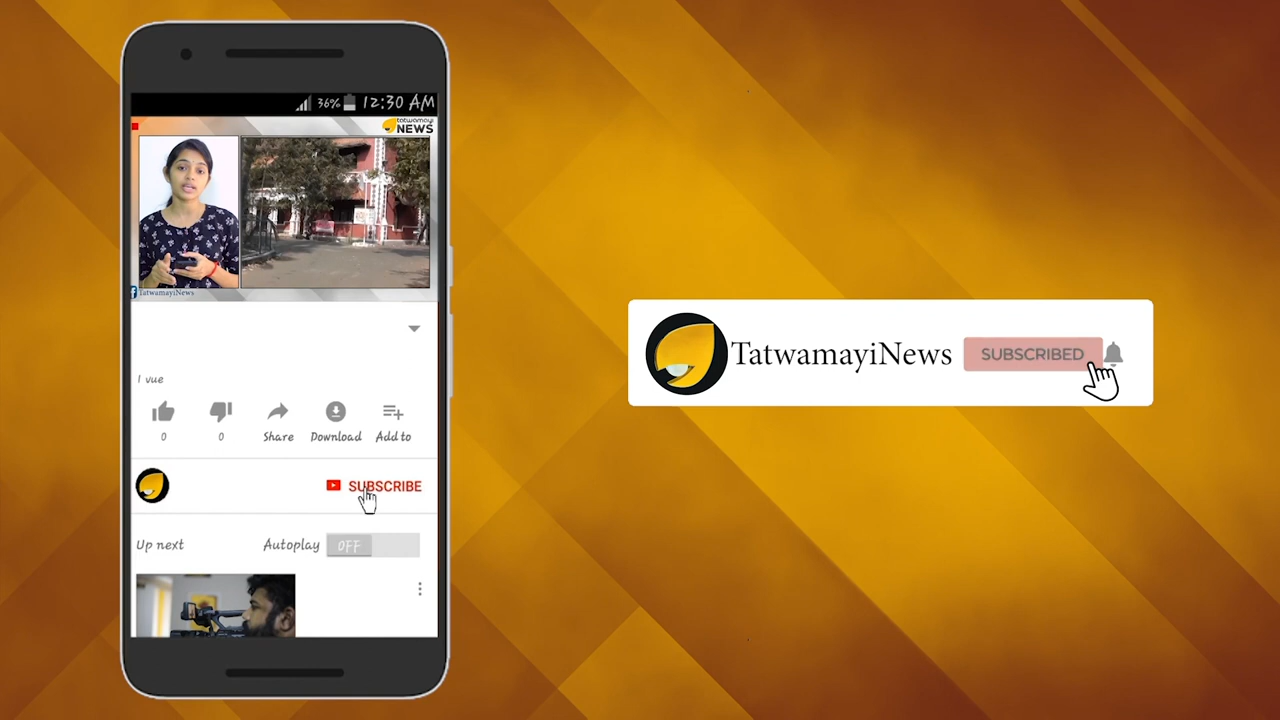 36% 12:30 AM
tatwamayi
NEWS
TatwamayiNews
1 vue
0 0 Share Download Add to
SUBSCRIBE
Up next Autoplay OFF
TatwamayiNews SUBSCRIBED